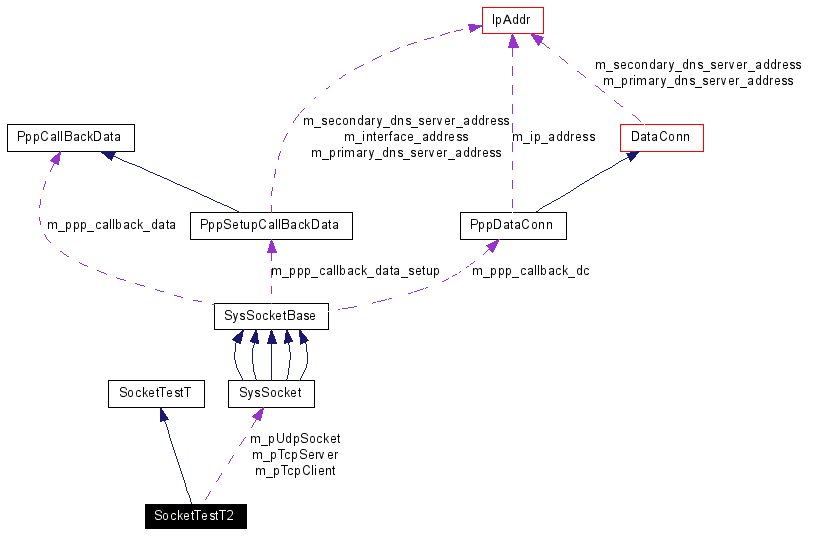 IpAddr
m_secondary_dns_server_address
m_primary_dns_server_address
m_secondary_dns_server_address
m_interface_address
m_primary_dns_server_address
m_ip_address
PppCallBackData
DataConn
m_ppp_callback_data
PppSetupCallBackData
PppDataConn
m_ppp_callback_data_setup
m_ppp_callback_dc
SysSocketBase
SocketTestT
SysSocket
m_pUdpSocket
m_pTcpServer
m_pTcpClient
SocketTestT2